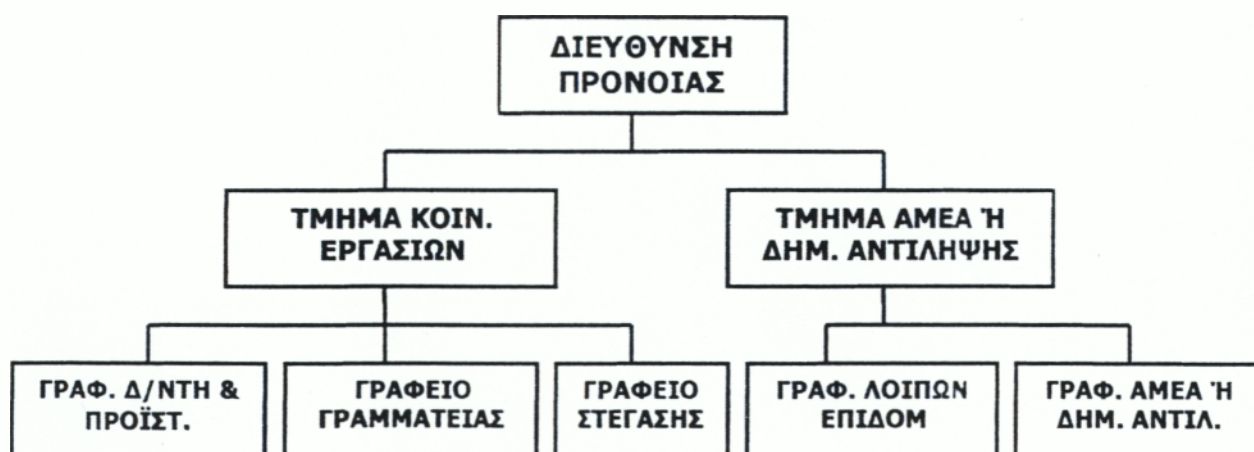 ΔΙΕΥΘΥΝΣΗ
ΠΡΟΝΟΙΑΣ
ΤΜΗΜΑ ΚΟΙΝ.
ΕΡΓΑΣΙΩΝ
ΤΜΗΜΑ ΑΜΕΑ Ή
ΔΗΜ. ΑΝΤΙΛΗΨΗΣ
ΓΡΑΦ. Δ/ΝΤΗ &
ΠΡΟΪΣΤ.
ΓΡΑΦΕΙΟ
ΓΡΑΜΜΑΤΕΙΑΣ
ΓΡΑΦΕΙΟ
ΣΤΕΓΑΣΗΣ
ΓΡΑΦ. ΛΟΙΠΩΝ
ΕΠΙΔΟΜ
ΓΡΑΦ. ΑΜΕΑ Ή
ΔΗΜ. ΑΝΤΙΛ.